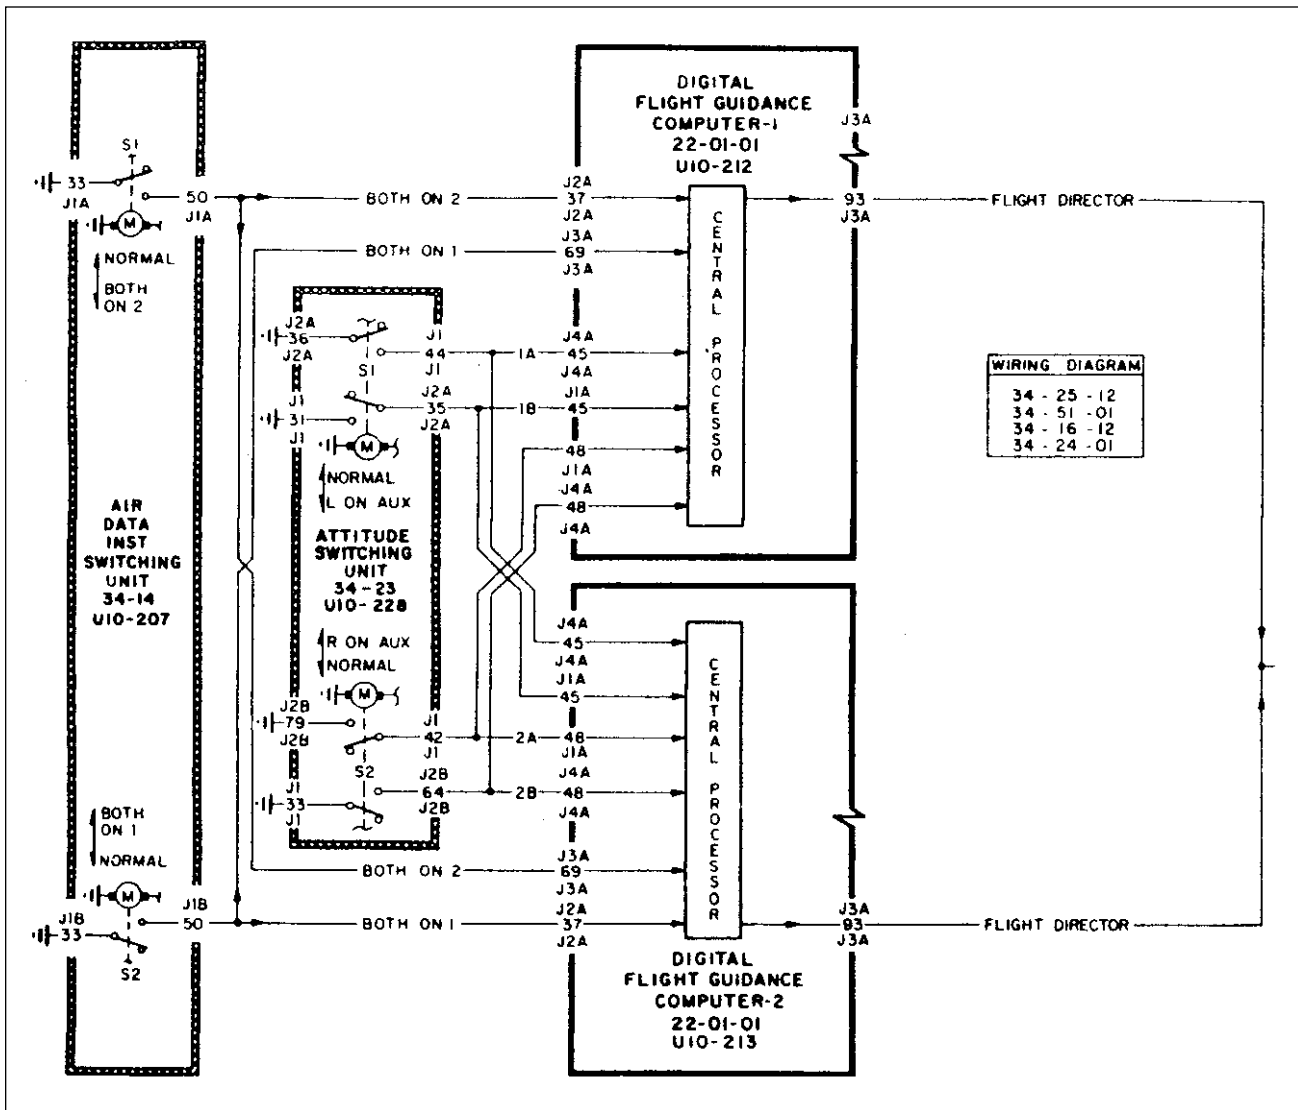 S1
33
J1A
50
J1A
M
NORMAL
BOTH
ON 2
AIR
DATA
INST
SWITCHING
UNIT
34-14
U10-207
BOTH
ON 1
NORMAL
M
J1B
33
J1B
50
S2
BOTH ON 2
BOTH ON 1
J2A
36
J2A
J1
44
J1
S1
J1
31
J1
J2A
35
J2A
M
NORMAL
L ON AUX
ATTITUDE
SWITCHING
UNIT
34-23
U10-228
R ON AUX
NORMAL
M
J2B
79
J2B
J1
42
J1
S2
J1
33
J1
J2B
64
J2B
1A
1B
2A
2B
BOTH ON 2
BOTH ON 1
DIGITAL
FLIGHT GUIDANCE
COMPUTER-1
22-01-01
U10-212
J2A
37
J2A
J3A
69
J3A
J4A
45
J4A
J1A
45
48
J1A
J4A
48
J4A
CENTRAL PROCESSOR
J3A
93
J3A
FLIGHT DIRECTOR
WIRING DIAGRAM
34 - 25 - 12
34 - 51 - 01
34 - 16 - 12
34 - 24 - 01
J4A
45
J4A
J1A
45
48
J1A
J4A
48
J4A
J3A
69
J3A
J2A
37
J2A
CENTRAL PROCESSOR
J3A
93
J3A
FLIGHT DIRECTOR
DIGITAL
FLIGHT GUIDANCE
COMPUTER-2
22-01-01
U10-213